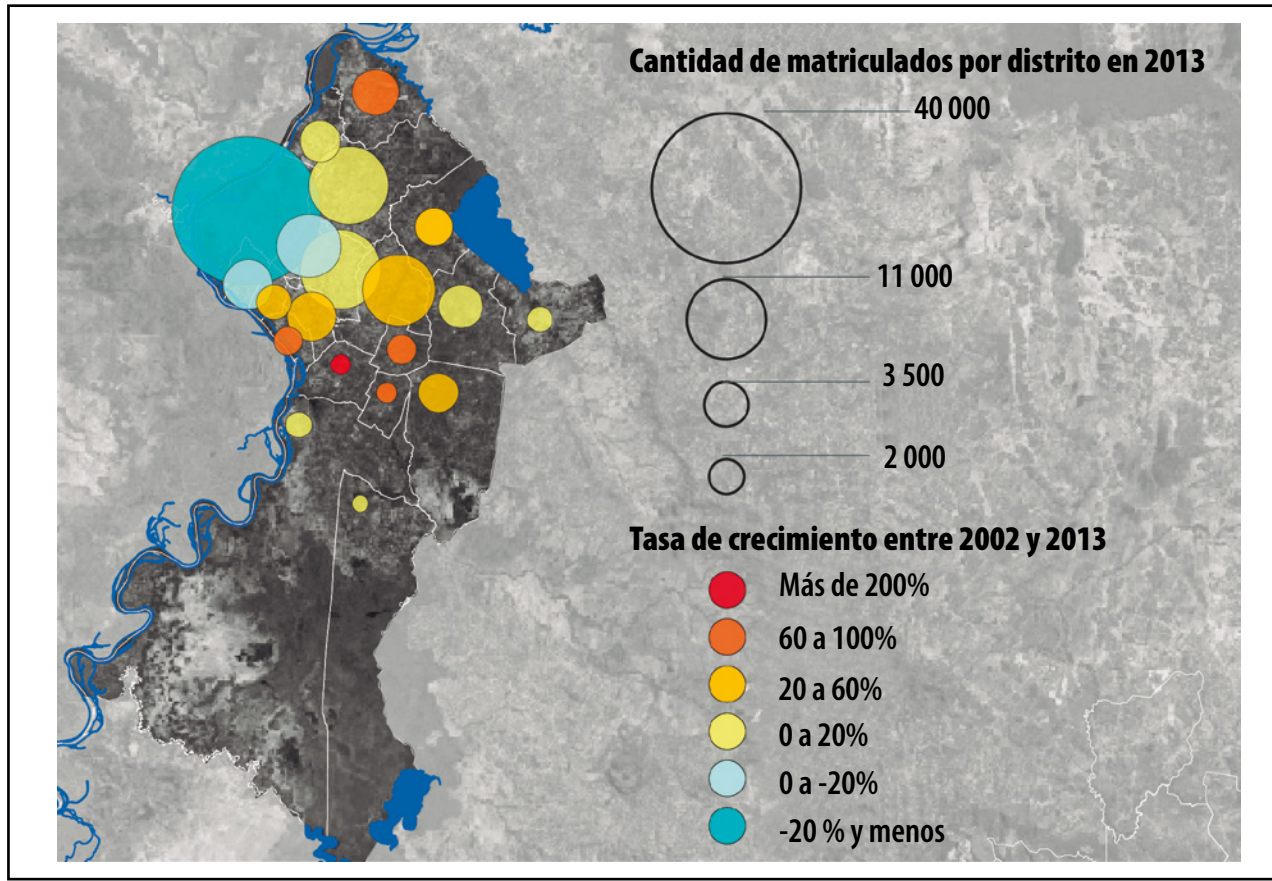 Cantidad de matriculados por distrito en 2013
40 000
11 000
3 500
2 000
Tasa de crecimiento entre 2002 y 2013
Más de 200%
60 a 100%
20 a 60%
0 a 20%
0 a -20%
-20 % y menos